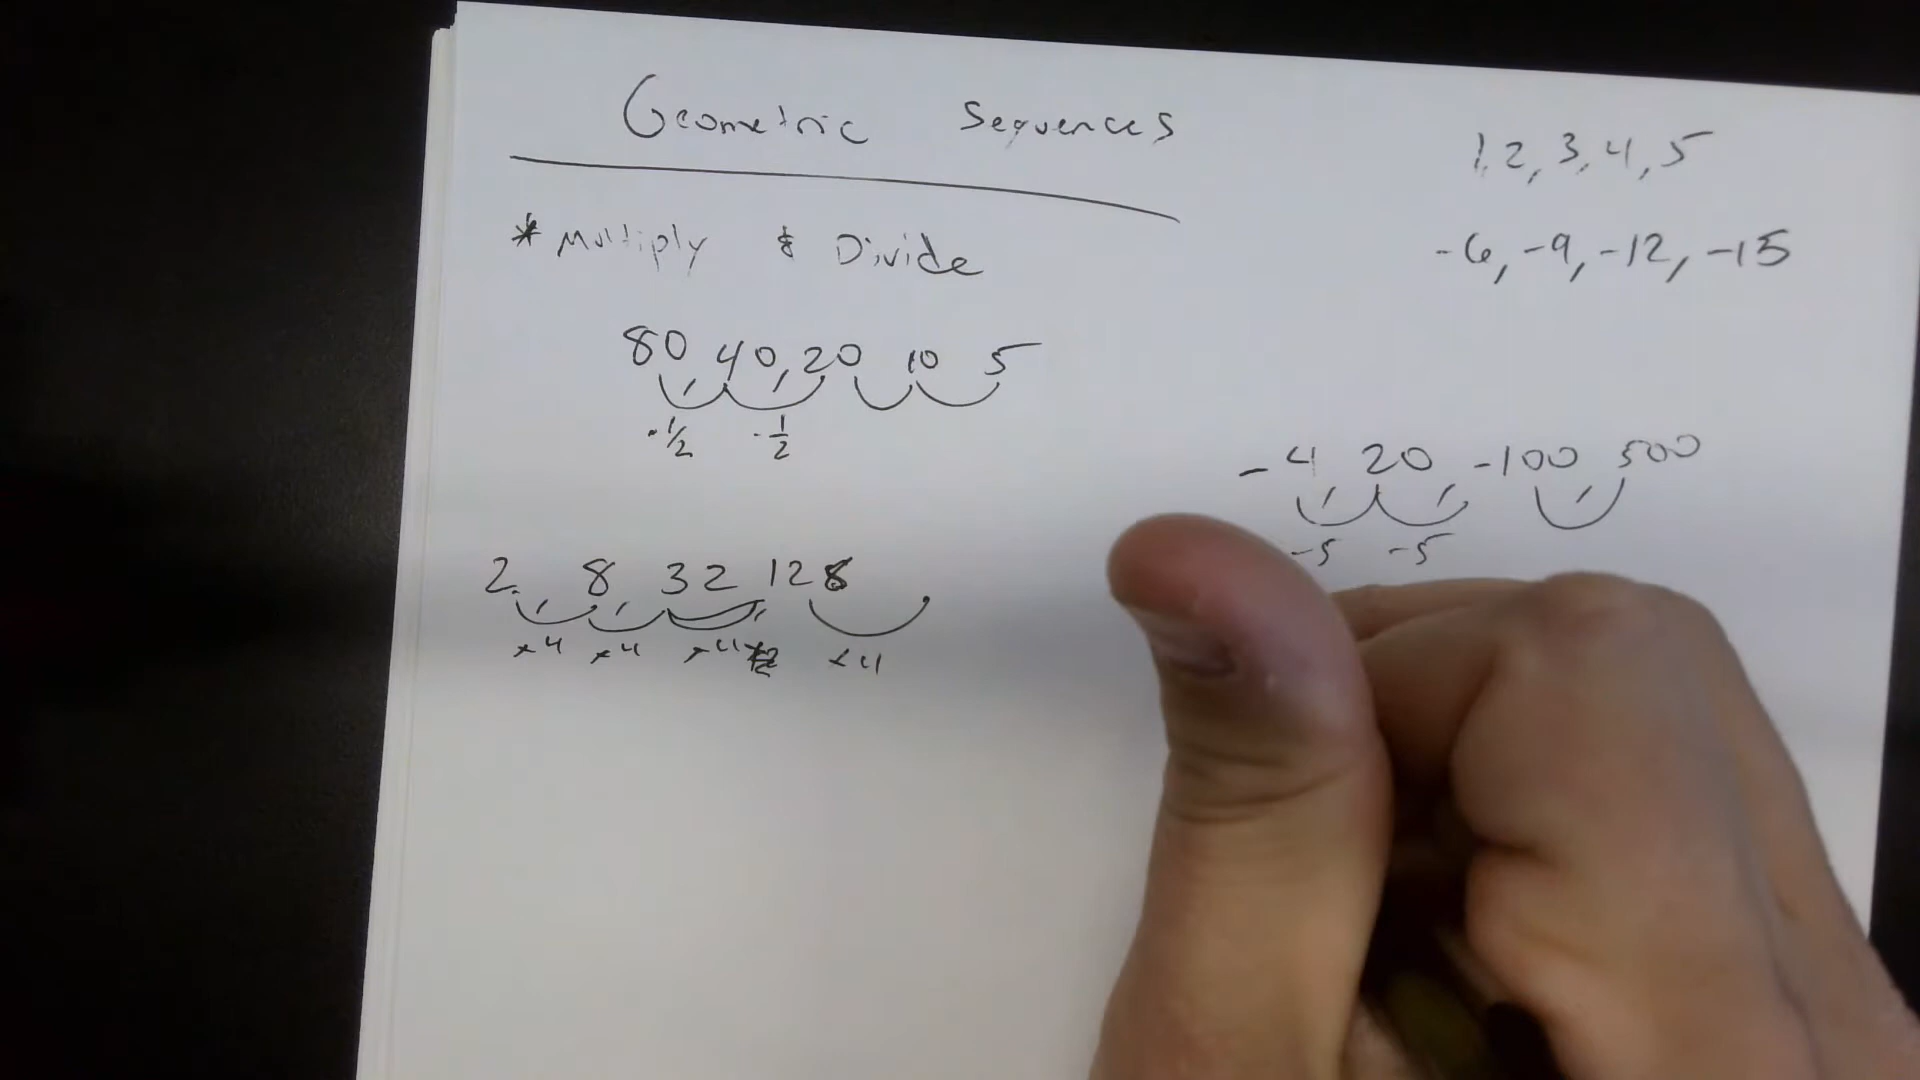 Geometric Sequences
1, 2, 3, 4, 5
* Multiply & Divide
-6, -9, -12, -15
80, 40, 20 10 5
·1/2 ·1/2
-4 20 -100 500
-5 -5
2 8 32 128
×4 ×4 ×4 ×4